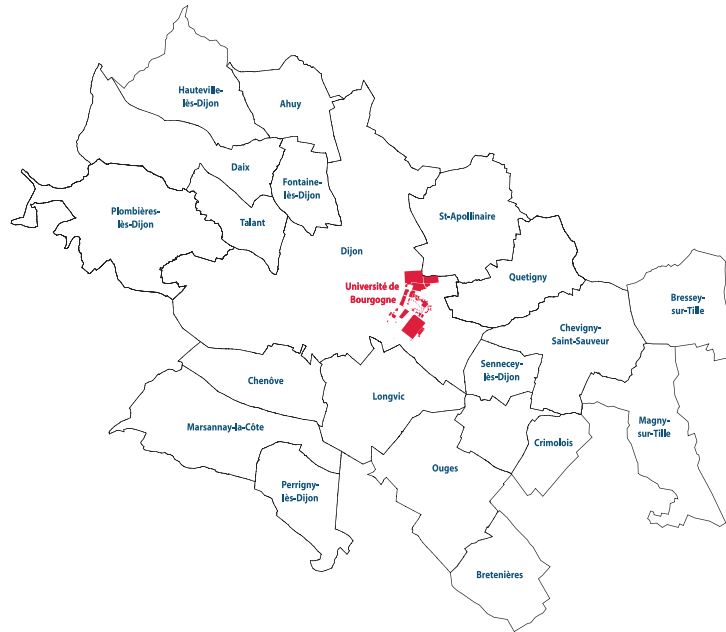 Hauteville-
lès-Dijon
Ahuy
Daix
Fontaine-
lès-Dijon
Plombières-
lès-Dijon
Talant
St-Apollinaire
Dijon
Quetigny
Université de
Bourgogne
Bressey-
sur-Tille
Chevigny-
Saint-Sauveur
Sennecey-
lès-Dijon
Chenôve
Longvic
Marsannay-la-Côte
Magny-
sur-Tille
Crimolois
Ouges
Perrigny-
lès-Dijon
Bretenières